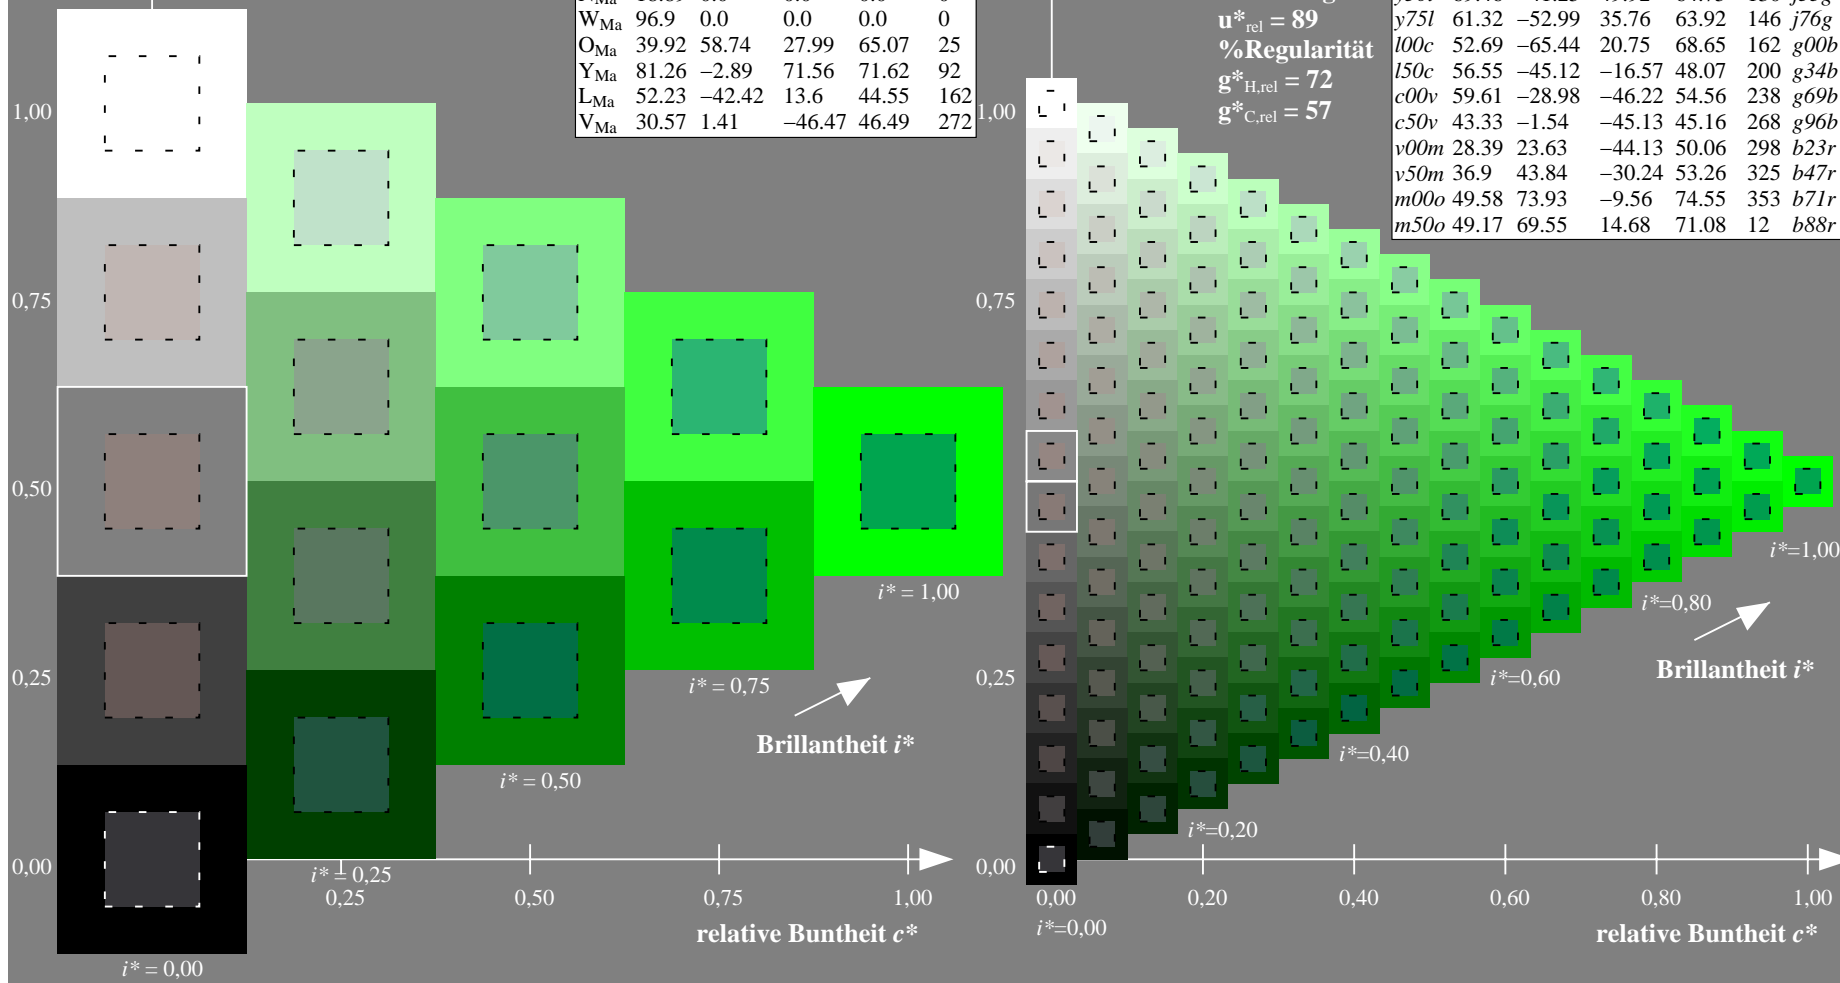 W_Ma 96.9 0.0 0.0 0.0 0
O_Ma 39.92 58.74 27.99 65.07 25
Y_Ma 81.26 −2.89 71.56 71.62 92
L_Ma 52.23 −42.42 13.6 44.55 162
V_Ma 30.57 1.41 −46.47 46.49 272
1,00
0,75
0,50
0,25
0,00
i* = 1,00
i* = 0,75
Brillantheit i*
i* = 0,50
i* = 0,25
0,25 0,50 0,75 1,00
relative Buntheit c*
i* = 0,00
u*rel = 89
%Regularität
g*H,rel = 72
g*C,rel = 57
y75l 61.32 −52.99 35.76 63.92 146 j76g
l00c 52.69 −65.44 20.75 68.65 162 g00b
l50c 56.55 −45.12 −16.57 48.07 200 g34b
c00v 59.61 −28.98 −46.22 54.56 238 g69b
c50v 43.33 −1.54 −45.13 45.16 268 g96b
v00m 28.39 23.63 −44.13 50.06 298 b23r
v50m 36.9 43.84 −30.24 53.26 325 b47r
m00o 49.58 73.93 −9.56 74.55 353 b71r
m50o 49.17 69.55 14.68 71.08 12 b88r
1,00
0,75
0,50
0,25
0,00
i*=1,00
i*=0,80
Brillantheit i*
i*=0,60
i*=0,40
i*=0,20
0,00 0,20 0,40 0,60 0,80 1,00
i*=0,00
relative Buntheit c*